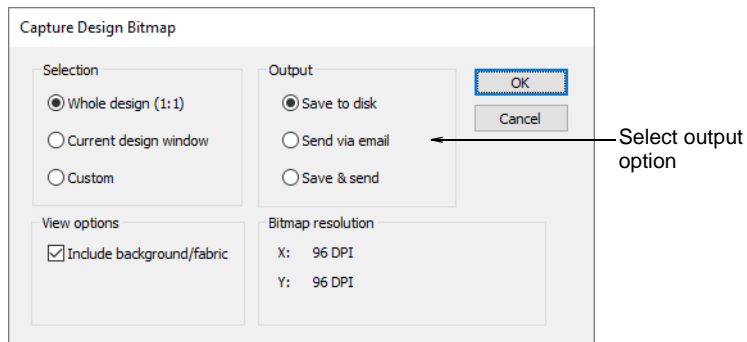 Capture Design Bitmap
Selection
Whole design (1:1)
Current design window
Custom
Output
Save to disk
Send via email
Save & send
OK
Cancel
Select output
option
View options
Include background/fabric
Bitmap resolution
X: 96 DPI
Y: 96 DPI